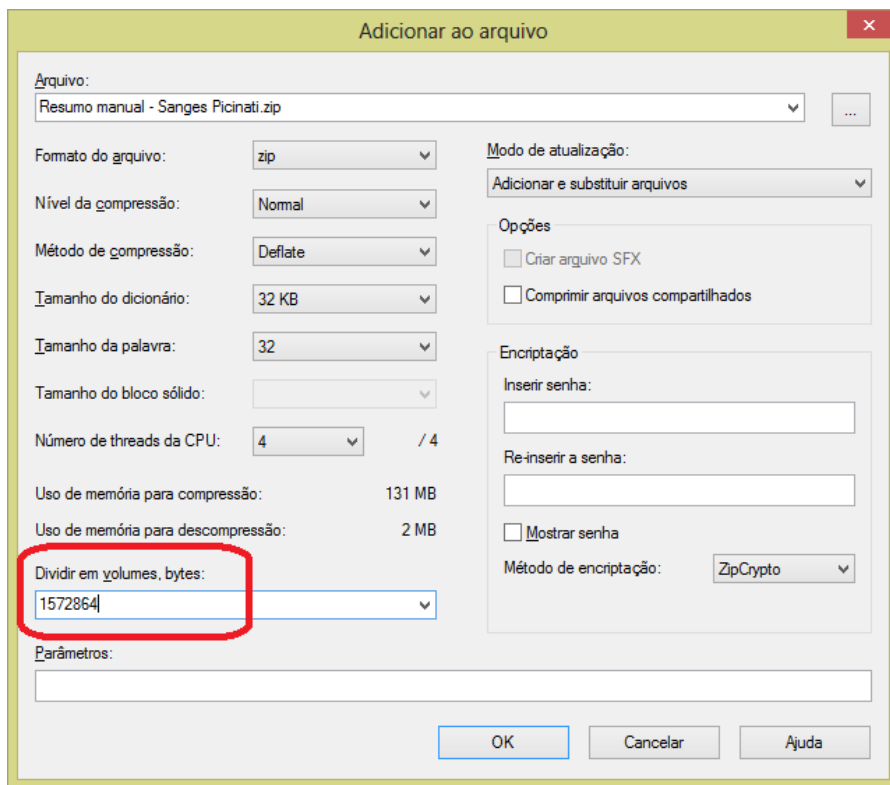 Adicionar ao arquivo
Arquivo:
Resumo manual - Sanges Picinati.zip
...
Formato do arquivo:
zip
Nível da compressão:
Normal
Método de compressão:
Deflate
Tamanho do dicionário:
32 KB
Tamanho da palavra:
32
Tamanho do bloco sólido:
Número de threads da CPU:
4
/ 4
Uso de memória para compressão:
131 MB
Uso de memória para descompressão:
2 MB
Dividir em volumes, bytes:
1572864
Modo de atualização:
Adicionar e substituir arquivos
Opções
Criar arquivo SFX
Comprimir arquivos compartilhados
Encriptação
Inserir senha:
Re-inserir a senha:
Mostrar senha
Método de encriptação:
ZipCrypto
Parâmetros:
OK
Cancelar
Ajuda